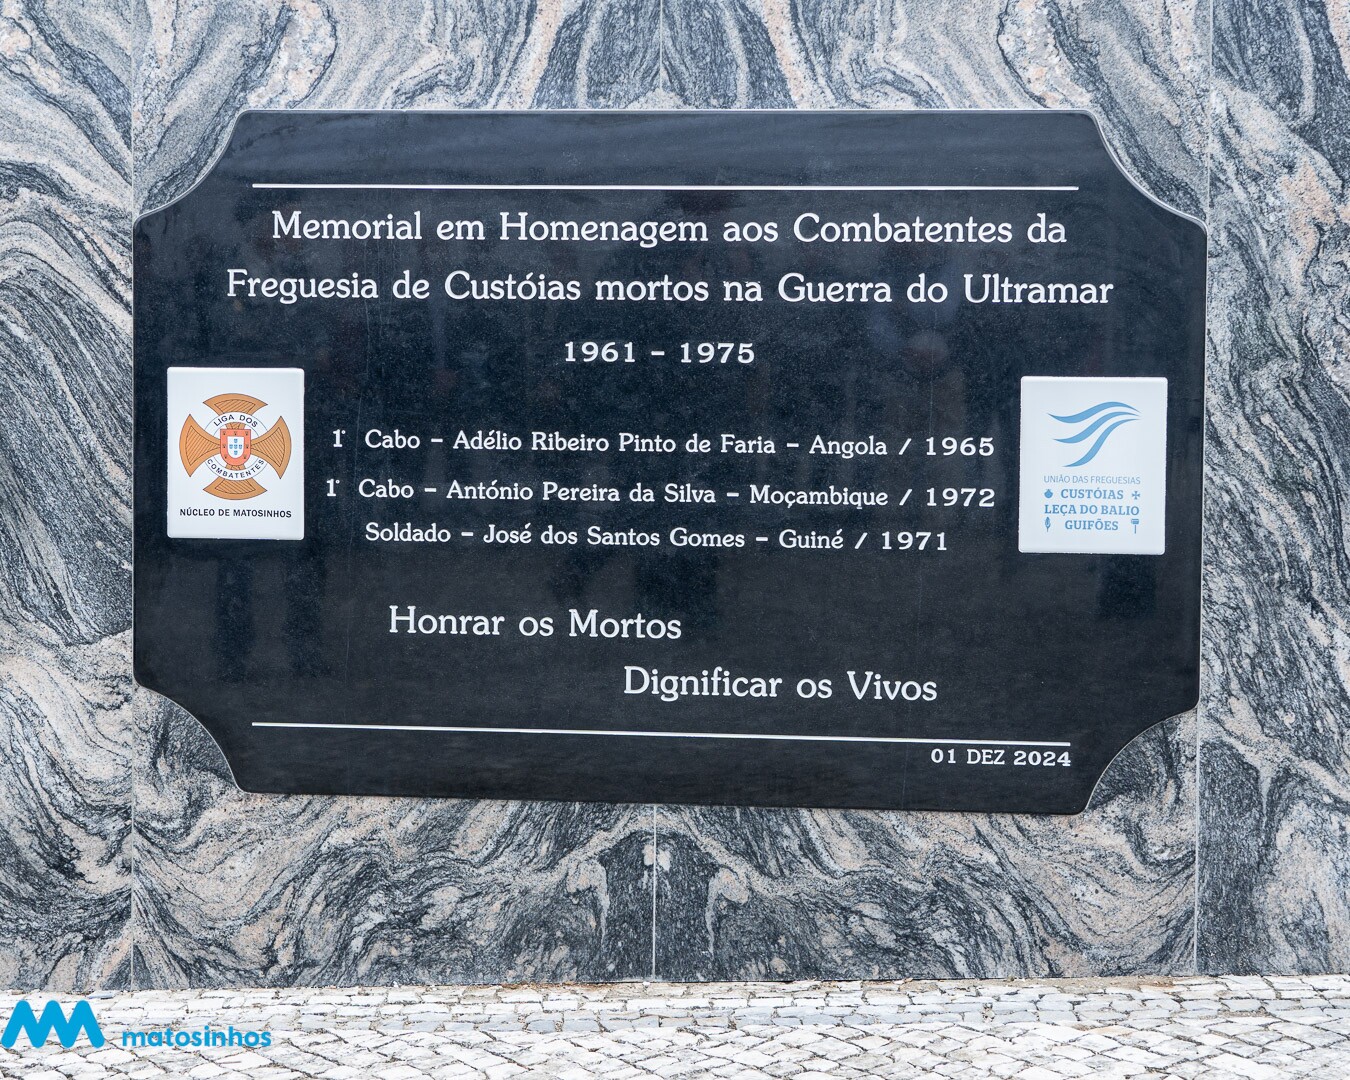 Memorial em Homenagem aos Combatentes da
Freguesia de Custóias mortos na Guerra do Ultramar
1961 - 1975
LIGA DOS
COMBATENTES
NÚCLEO DE MATOSINHOS
1º Cabo - Adélio Ribeiro Pinto de Faria - Angola / 1965
1º Cabo - António Pereira da Silva - Moçambique / 1972
Soldado - José dos Santos Gomes - Guiné / 1971
UNIÃO DAS FREGUESIAS
CUSTÓIAS
LEÇA DO BALIO
GUIFÕES
Honrar os Mortos
Dignificar os Vivos
01 DEZ 2024
matosinhos